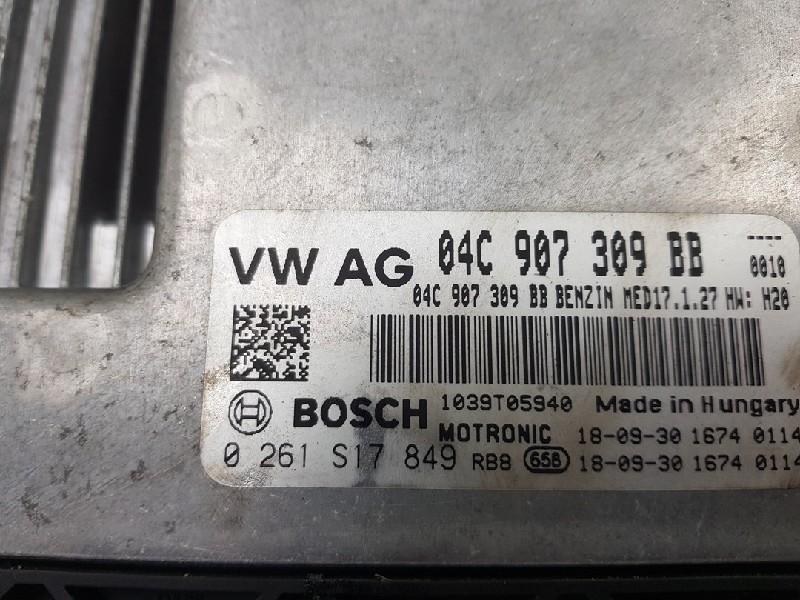 VW AG 04C 907 309 BB ---- 0010
04C 907 309 BB BENZIN MED17.1.27 HW: H20
BOSCH 1039T05940 Made in Hungary
MOTRONIC 18-09-30 1674 0114
0 261 S17 849 RB8 658 18-09-30 1674 0114